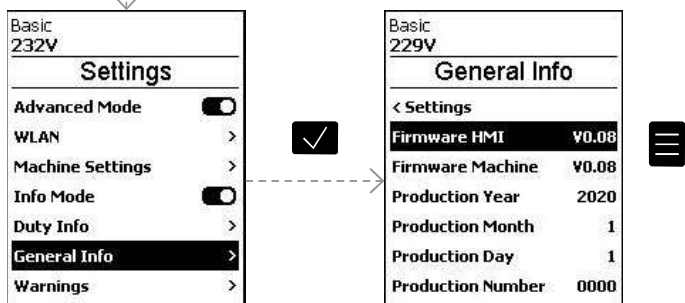 Basic
232V
Settings
Advanced Mode
WLAN >
Machine Settings >
Info Mode
Duty Info >
General Info >
Warnings >
Basic
229V
General Info
< Settings
Firmware HMI V0.08
Firmware Machine V0.08
Production Year 2020
Production Month 1
Production Day 1
Production Number 0000